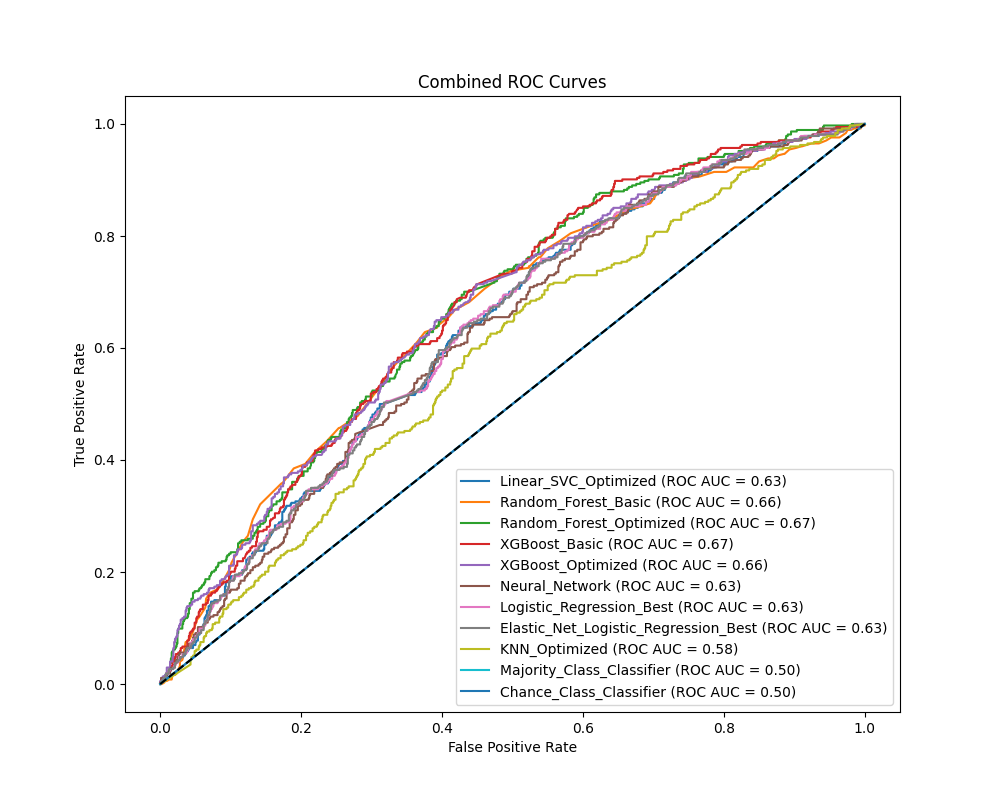 Combined ROC Curves
1.0
0.8
0.6
0.4
0.2
0.0
True Positive Rate
Linear_SVC_Optimized (ROC AUC = 0.63)
Random_Forest_Basic (ROC AUC = 0.66)
Random_Forest_Optimized (ROC AUC = 0.67)
XGBoost_Basic (ROC AUC = 0.67)
XGBoost_Optimized (ROC AUC = 0.66)
Neural_Network (ROC AUC = 0.63)
Logistic_Regression_Best (ROC AUC = 0.63)
Elastic_Net_Logistic_Regression_Best (ROC AUC = 0.63)
KNN_Optimized (ROC AUC = 0.58)
Majority_Class_Classifier (ROC AUC = 0.50)
Chance_Class_Classifier (ROC AUC = 0.50)
0.0 0.2 0.4 0.6 0.8 1.0
False Positive Rate